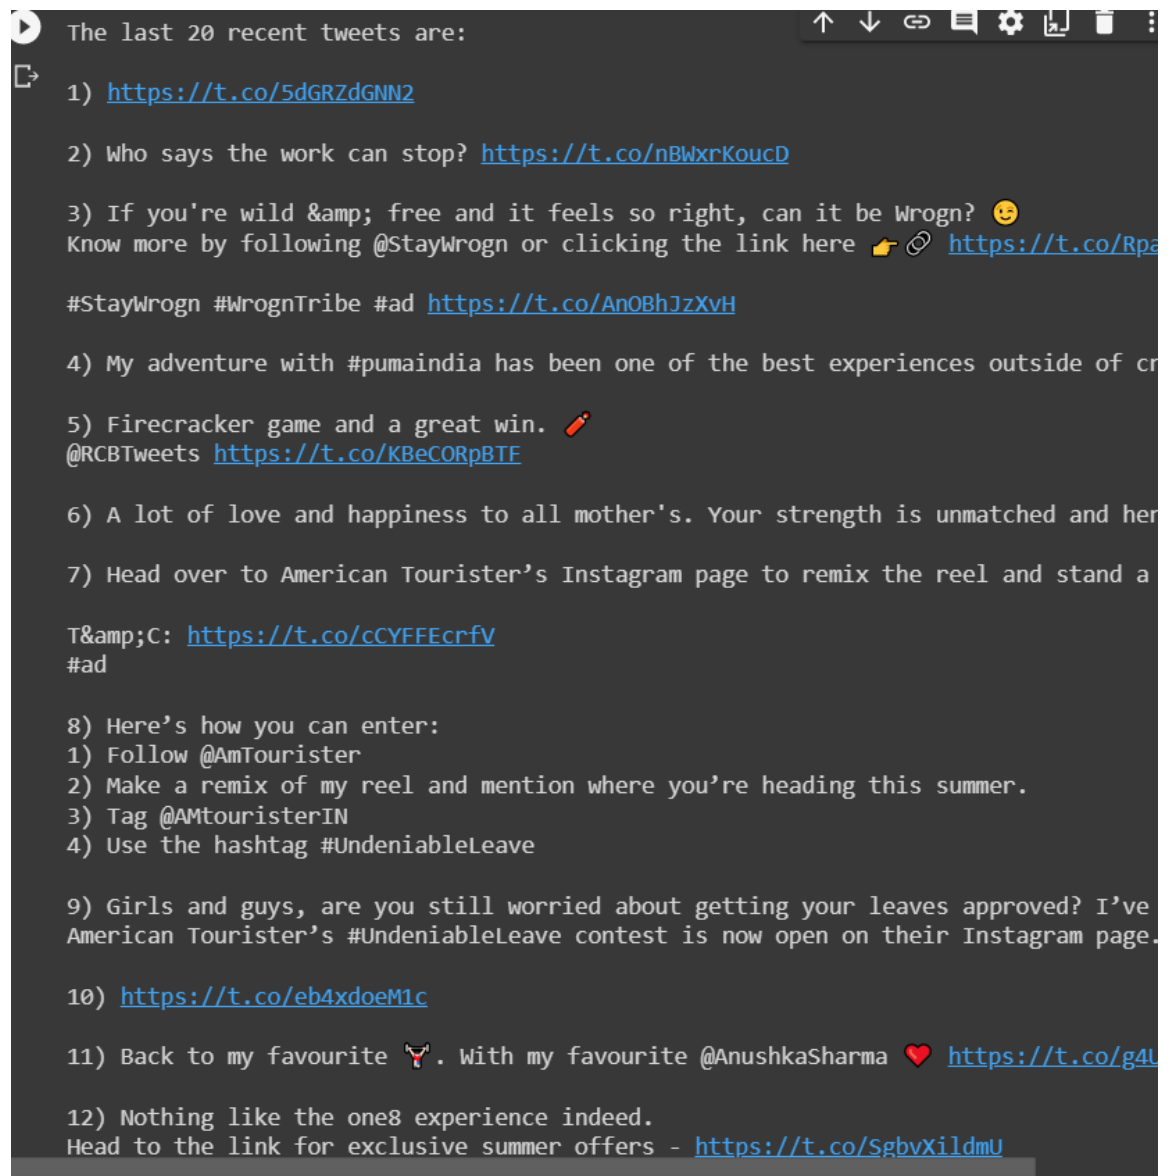 The last 20 recent tweets are:
1) https://t.co/5dGRZdGNN2
2) Who says the work can stop? https://t.co/nBWxrKoucD
3) If you're wild &amp; free and it feels so right, can it be Wrogn? 😉
Know more by following @StayWrogn or clicking the link here 👉🔗 https://t.co/Rpa
#StayWrogn #WrognTribe #ad https://t.co/AnOBhJzXvH
4) My adventure with #pumaindia has been one of the best experiences outside of cr
5) Firecracker game and a great win. 🧨
@RCBTweets https://t.co/KBeCORpBTF
6) A lot of love and happiness to all mother's. Your strength is unmatched and her
7) Head over to American Tourister’s Instagram page to remix the reel and stand a
T&amp;C: https://t.co/cCYFFEcrfV
#ad
8) Here’s how you can enter:
1) Follow @AmTourister
2) Make a remix of my reel and mention where you’re heading this summer.
3) Tag @AMtouristerIN
4) Use the hashtag #UndeniableLeave
9) Girls and guys, are you still worried about getting your leaves approved? I’ve
American Tourister’s #UndeniableLeave contest is now open on their Instagram page.
10) https://t.co/eb4xdoeM1c
11) Back to my favourite 🏋. With my favourite @AnushkaSharma ❤️ https://t.co/g4U
12) Nothing like the one8 experience indeed.
Head to the link for exclusive summer offers - https://t.co/SgbvXildmU